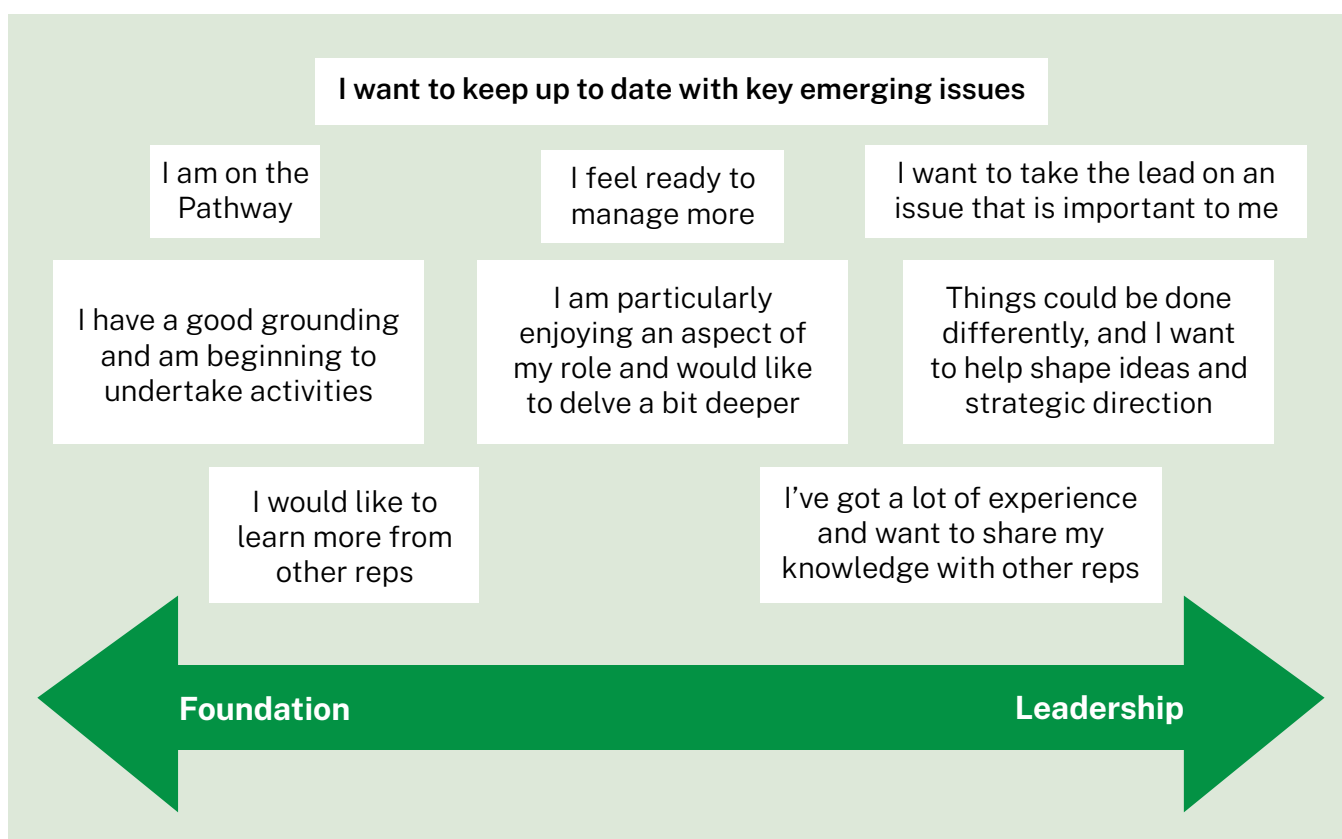 I want to keep up to date with key emerging issues
I am on the
Pathway
I feel ready to
manage more
I want to take the lead on an
issue that is important to me
I have a good grounding
and am beginning to
undertake activities
I am particularly
enjoying an aspect of
my role and would like
to delve a bit deeper
Things could be done
differently, and I want
to help shape ideas and
strategic direction
I would like to
learn more from
other reps
I’ve got a lot of experience
and want to share my
knowledge with other reps
Foundation
Leadership